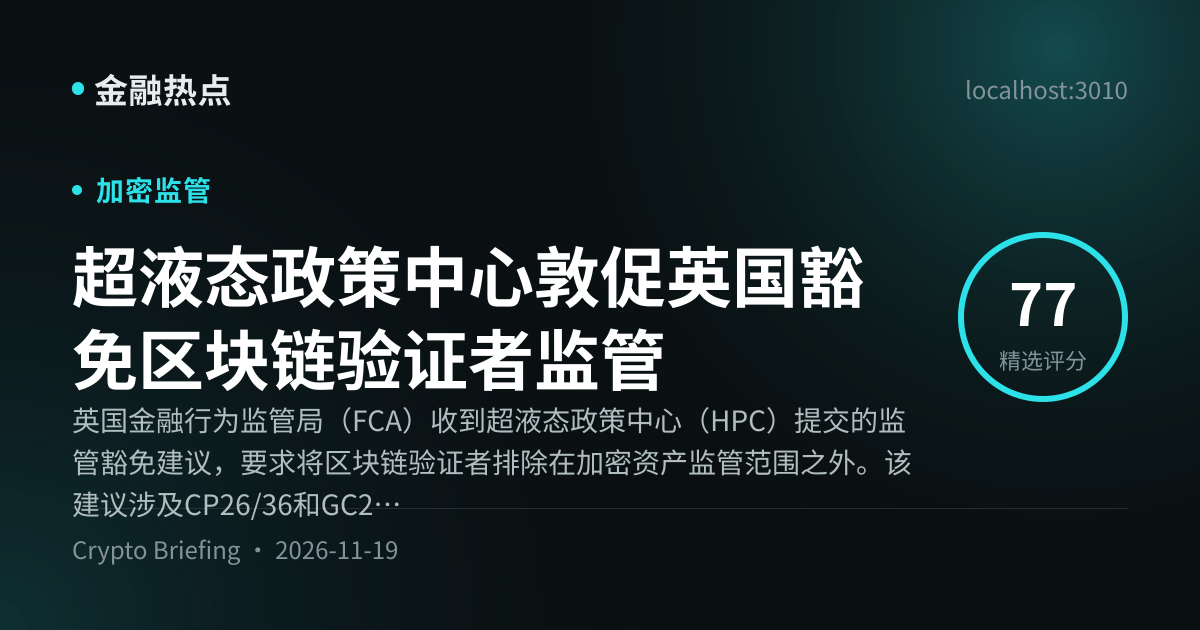 金融热点
localhost:3010
加密监管
超液态政策中心敦促英国豁
免区块链验证者监管
77
精选评分
英国金融行为监管局（FCA）收到超液态政策中心（HPC）提交的监
管豁免建议，要求将区块链验证者排除在加密资产监管范围之外。该
建议涉及CP26/36和GC2…
Crypto Briefing • 2026-11-19